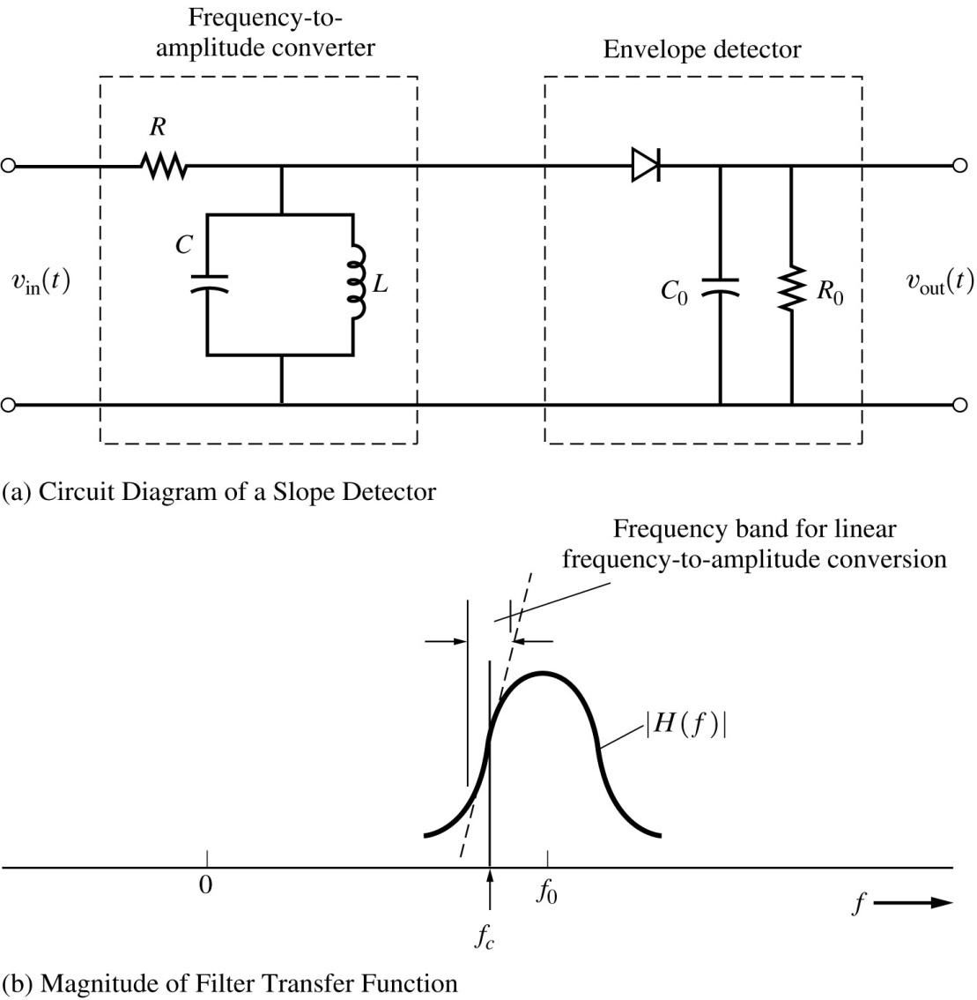 Frequency-to-
amplitude converter
Envelope detector
R
C
L
v_in(t)
C_0
R_0
v_out(t)
(a) Circuit Diagram of a Slope Detector
Frequency band for linear
frequency-to-amplitude conversion
|H(f)|
0
f_0
f
f_c
(b) Magnitude of Filter Transfer Function